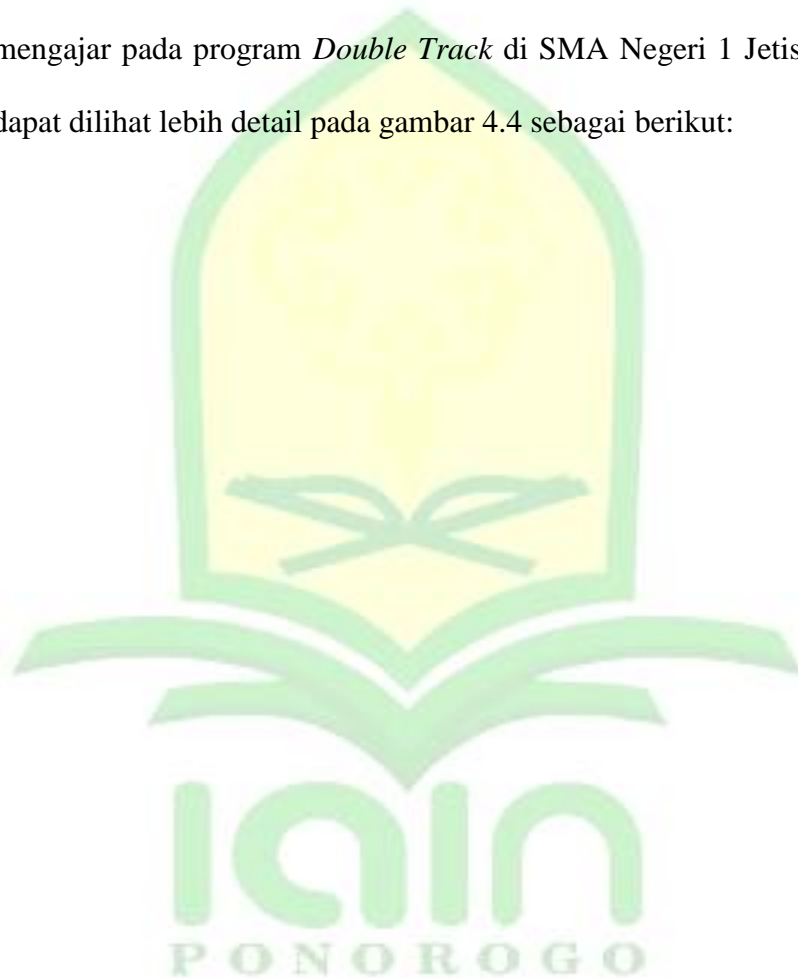 mengajar pada program Double Track di SMA Negeri 1 Jetis
dapat dilihat lebih detail pada gambar 4.4 sebagai berikut:
iain
PONOROGO